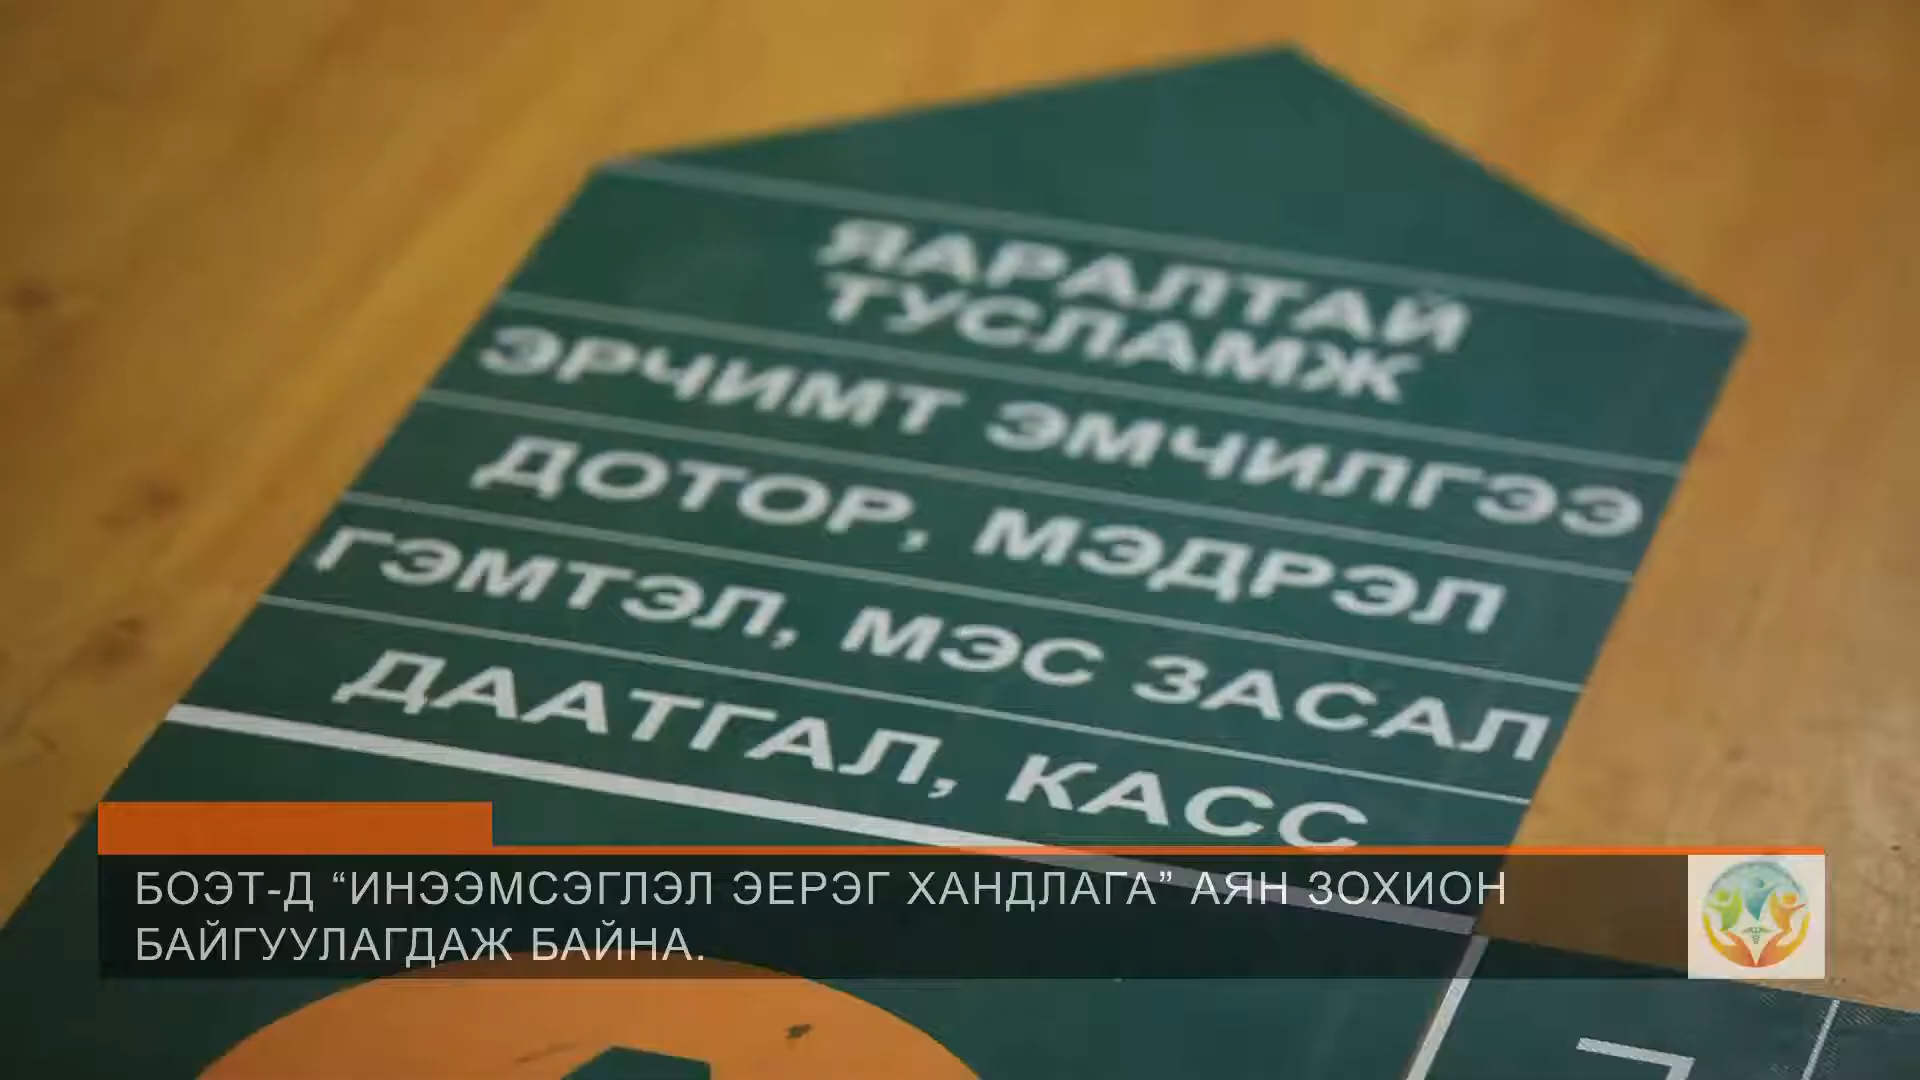 ЯАРАЛТАЙ
ТУСЛАМЖ
ЭРЧИМТ ЭМЧИЛГЭЭ
ДОТОР, МЭДРЭЛ
ГЭМТЭЛ, МЭС ЗАСАЛ
ДААТГАЛ, КАСС
БОЭТ-Д “ИНЭЭМСЭГЛЭЛ ЭЕРЭГ ХАНДЛАГА” АЯН ЗОХИОН
БАЙГУУЛАГДАЖ БАЙНА.